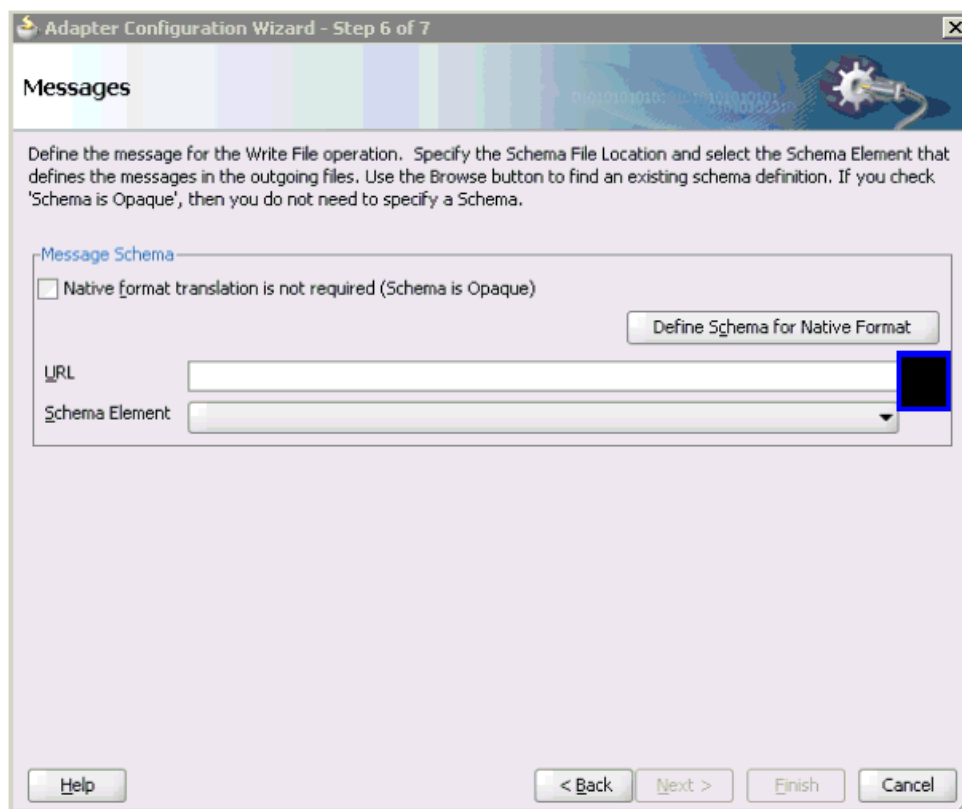 Adapter Configuration Wizard - Step 6 of 7
Messages
Define the message for the Write File operation.  Specify the Schema File Location and select the Schema Element that
defines the messages in the outgoing files. Use the Browse button to find an existing schema definition. If you check
'Schema is Opaque', then you do not need to specify a Schema.
Message Schema
Native format translation is not required (Schema is Opaque)
Define Schema for Native Format
URL
Schema Element
Help
< Back
Next >
Finish
Cancel